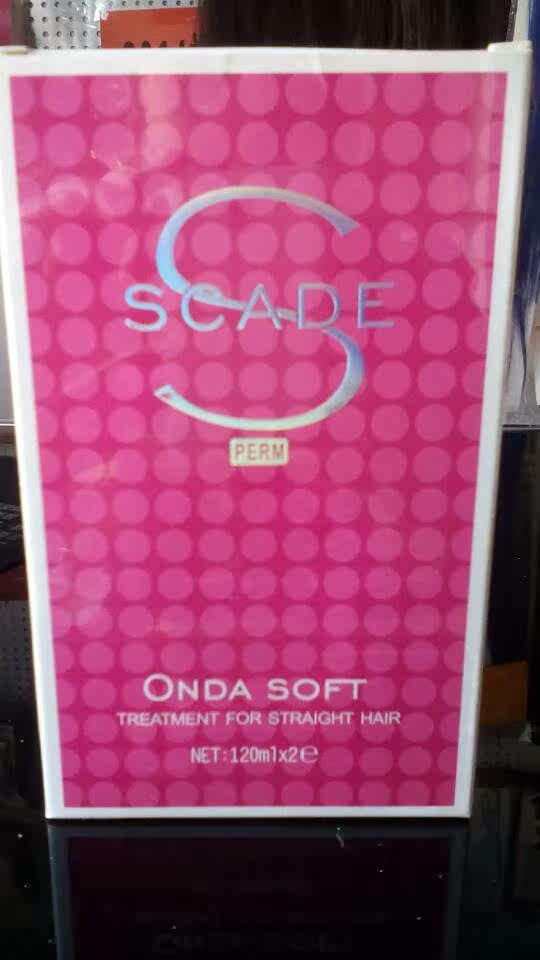 SCADE
PERM
ONDA SOFT
TREATMENT FOR STRAIGHT HAIR
NET:120mlx2℮